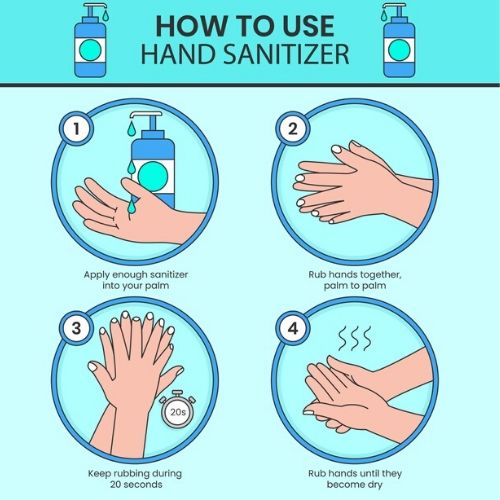 HOW TO USE
HAND SANITIZER
1
Apply enough sanitizer
into your palm
2
Rub hands together,
palm to palm
3
20s
Keep rubbing during
20 seconds
4
Rub hands until they
become dry